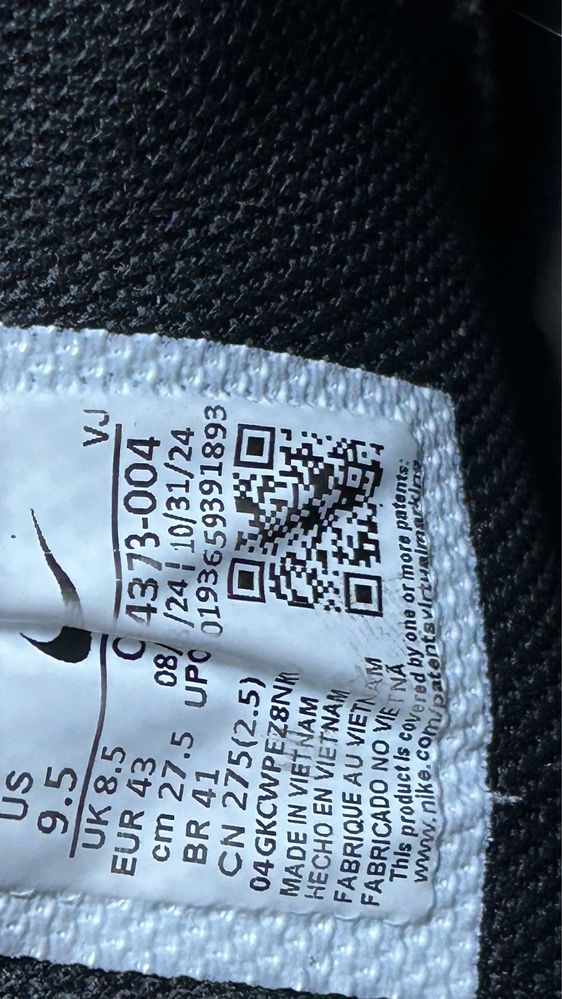 US
9.5
UK 8.5
EUR 43
cm 27.5
BR 41
CN 275(2.5)
VJ
4373-004
10/31/24
UPC 0193659391893
MADE IN VIETNAM
HECHO EN VIETNAM
FABRIQUE AU VIETNAM
FABRICADO NO VIETNÃ
This product is covered by one or more patents:
www.nike.com/patentsvirtualmarking